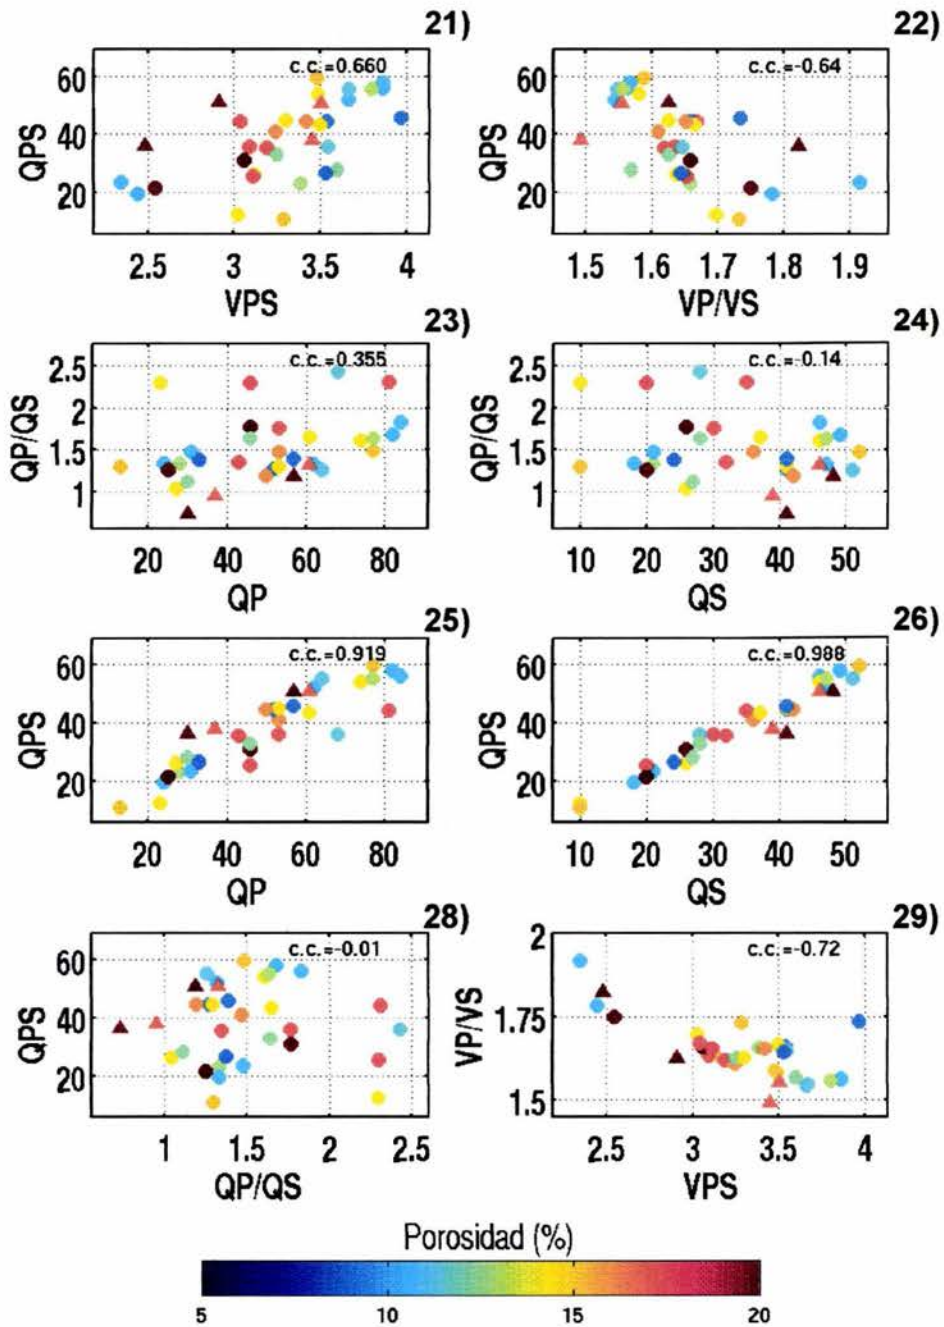 21)
22)
c.c.=0.660
c.c.=-0.64
QPS
60
40
20
2.5 3 3.5 4
VPS
QPS
60
40
20
1.5 1.6 1.7 1.8 1.9
VP/VS
23)
24)
c.c.=0.355
c.c.=-0.14
QP/QS
2.5
2
1.5
1
20 40 60 80
QP
QP/QS
2.5
2
1.5
1
10 20 30 40 50
QS
25)
26)
c.c.=0.919
c.c.=0.988
QPS
60
40
20
20 40 60 80
QP
QPS
60
40
20
10 20 30 40 50
QS
28)
29)
c.c.=-0.01
c.c.=-0.72
QPS
60
40
20
1 1.5 2 2.5
QP/QS
VP/VS
2
1.75
1.5
2.5 3 3.5 4
VPS
Porosidad (%)
5 10 15 20